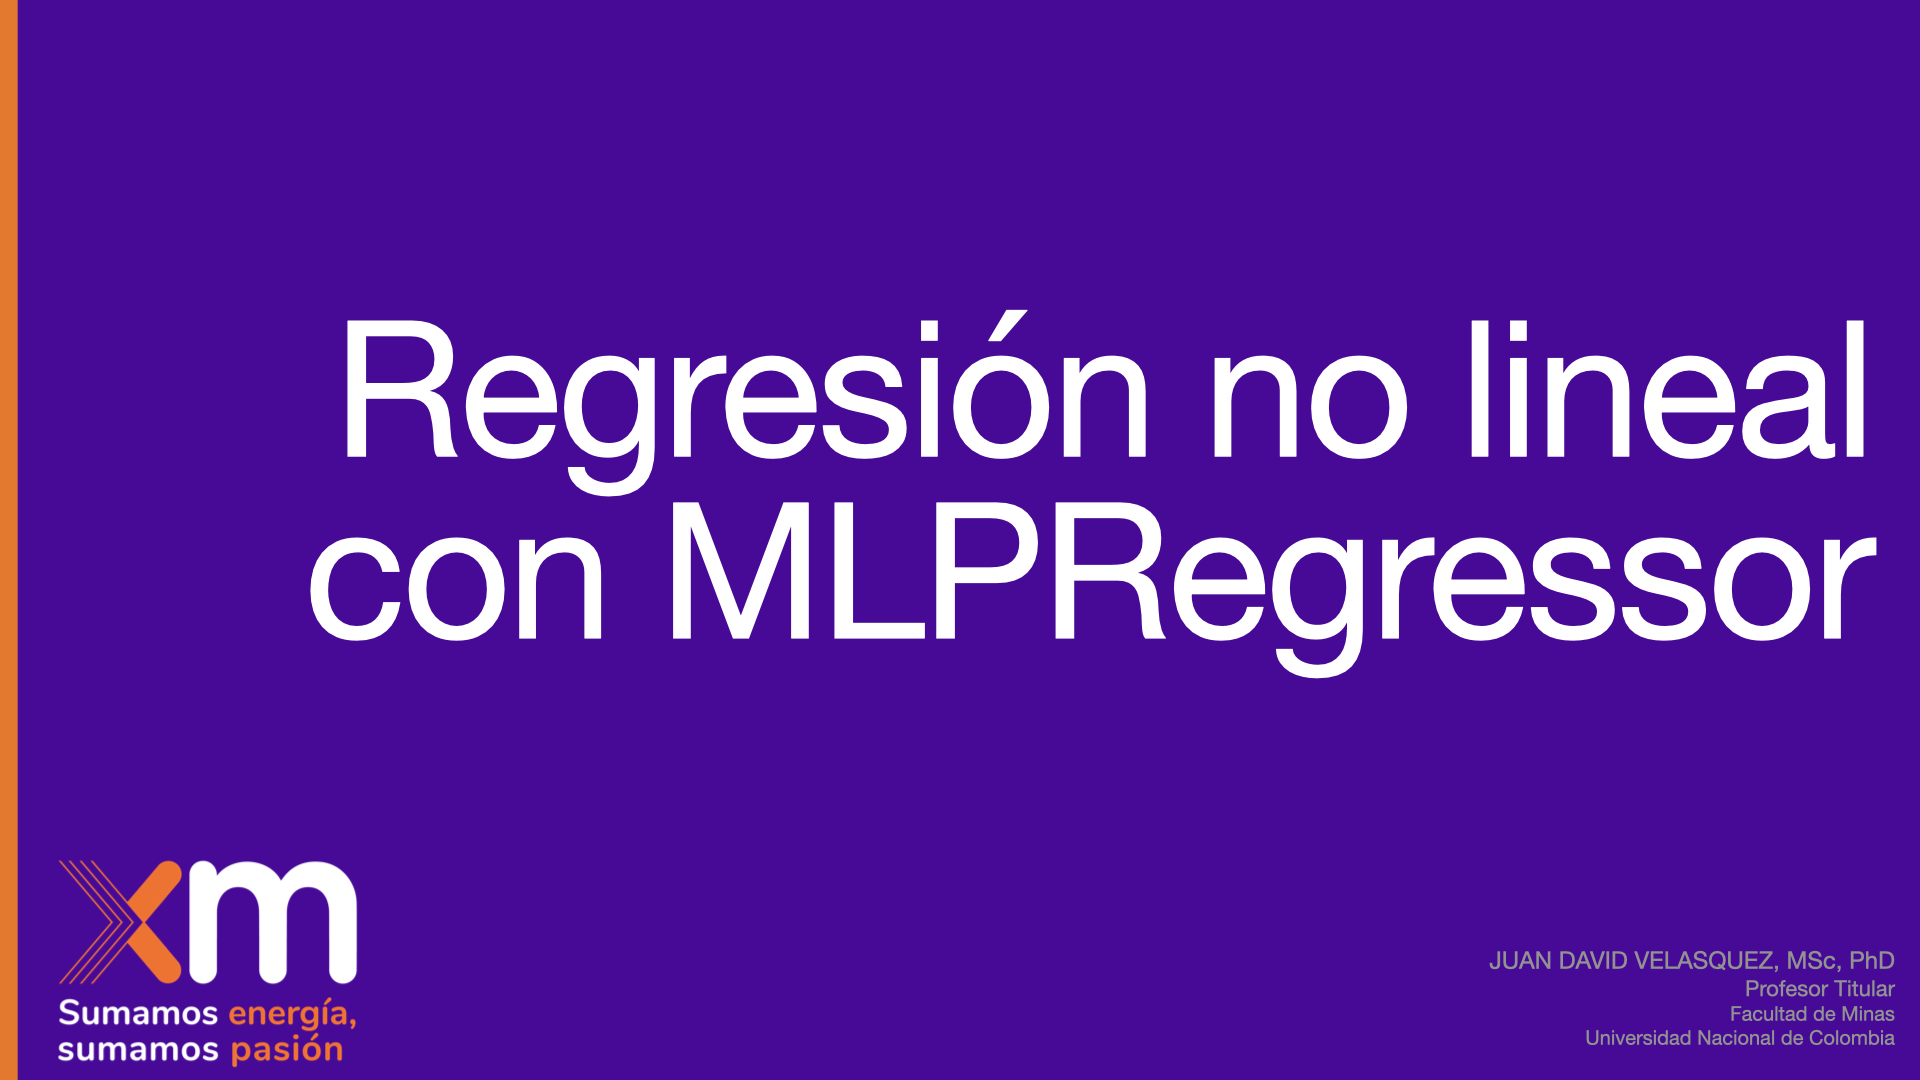 Regresión no lineal
con MLPRegressor
xm
Sumamos energía,
sumamos pasión
JUAN DAVID VELASQUEZ, MSc, PhD
Profesor Titular
Facultad de Minas
Universidad Nacional de Colombia